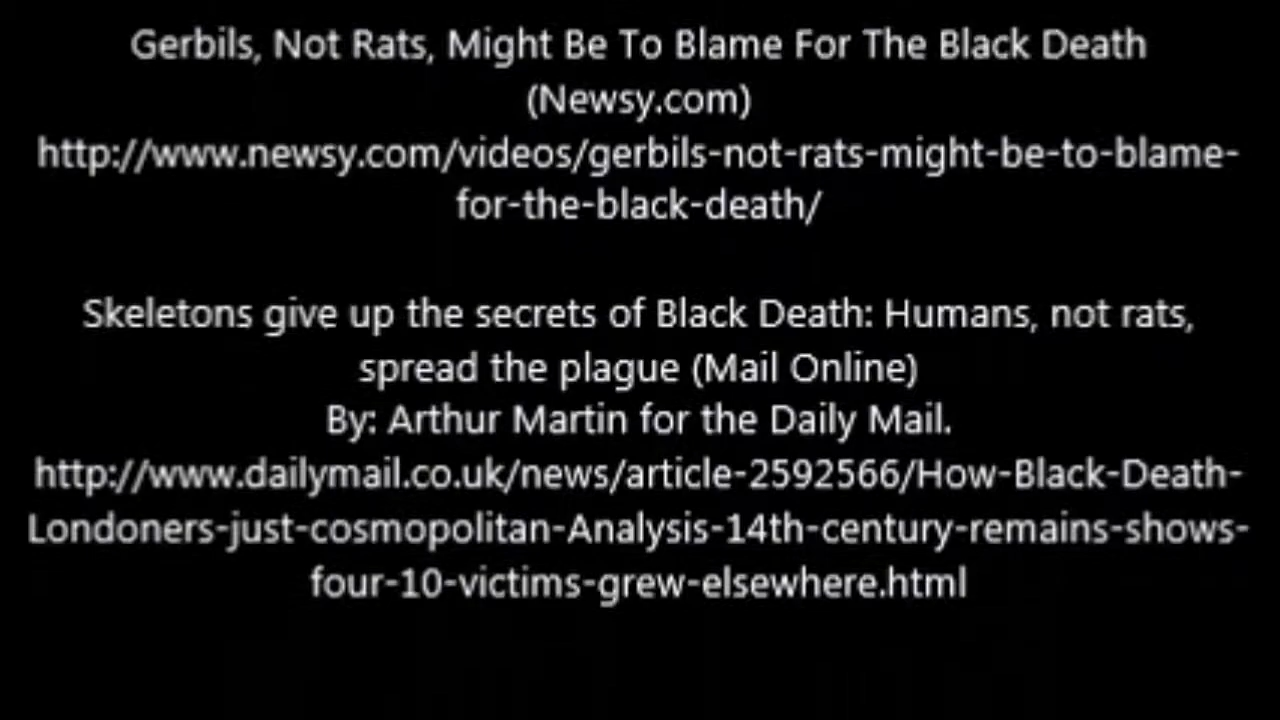 Gerbils, Not Rats, Might Be To Blame For The Black Death
(Newsy.com)
http://www.newsy.com/videos/gerbils-not-rats-might-be-to-blame-
for-the-black-death/
Skeletons give up the secrets of Black Death: Humans, not rats,
spread the plague (Mail Online)
By: Arthur Martin for the Daily Mail.
http://www.dailymail.co.uk/news/article-2592566/How-Black-Death-
Londoners-just-cosmopolitan-Analysis-14th-century-remains-shows-
four-10-victims-grew-elsewhere.html